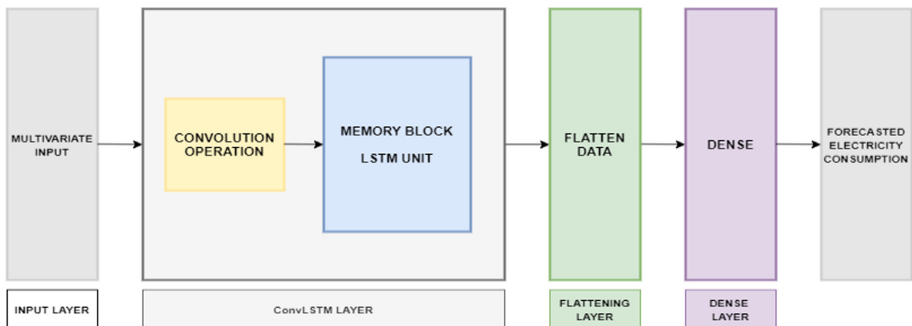 MULTIVARIATE
INPUT
CONVOLUTION
OPERATION
MEMORY BLOCK
LSTM UNIT
FLATTEN
DATA
DENSE
FORECASTED
ELECTRICITY
CONSUMPTION
INPUT LAYER
ConvLSTM LAYER
FLATTENING
LAYER
DENSE
LAYER